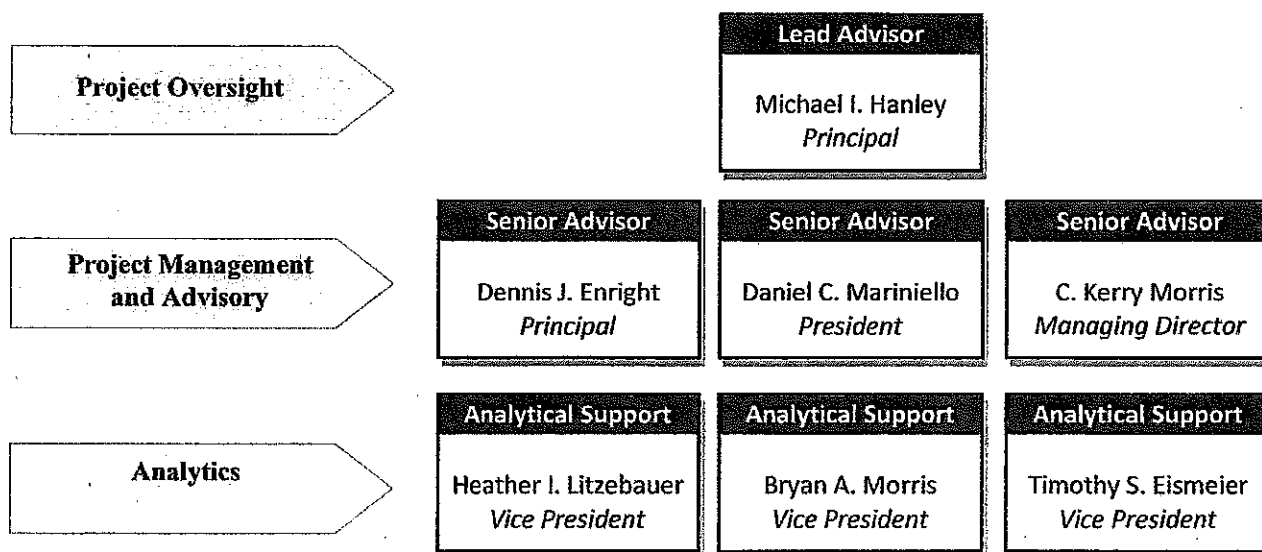 Project Oversight
Lead Advisor
Michael I. Hanley
Principal
Project Management
and Advisory
Senior Advisor
Dennis J. Enright
Principal
Senior Advisor
Daniel C. Mariniello
President
Senior Advisor
C. Kerry Morris
Managing Director
Analytics
Analytical Support
Heather I. Litzebauer
Vice President
Analytical Support
Bryan A. Morris
Vice President
Analytical Support
Timothy S. Eismeier
Vice President